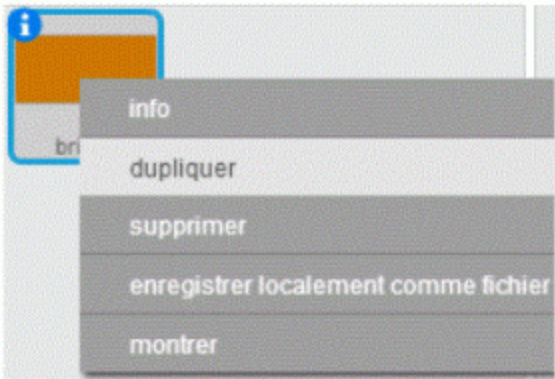 i
info
dupliquer
supprimer
enregistrer localement comme fichier
montrer